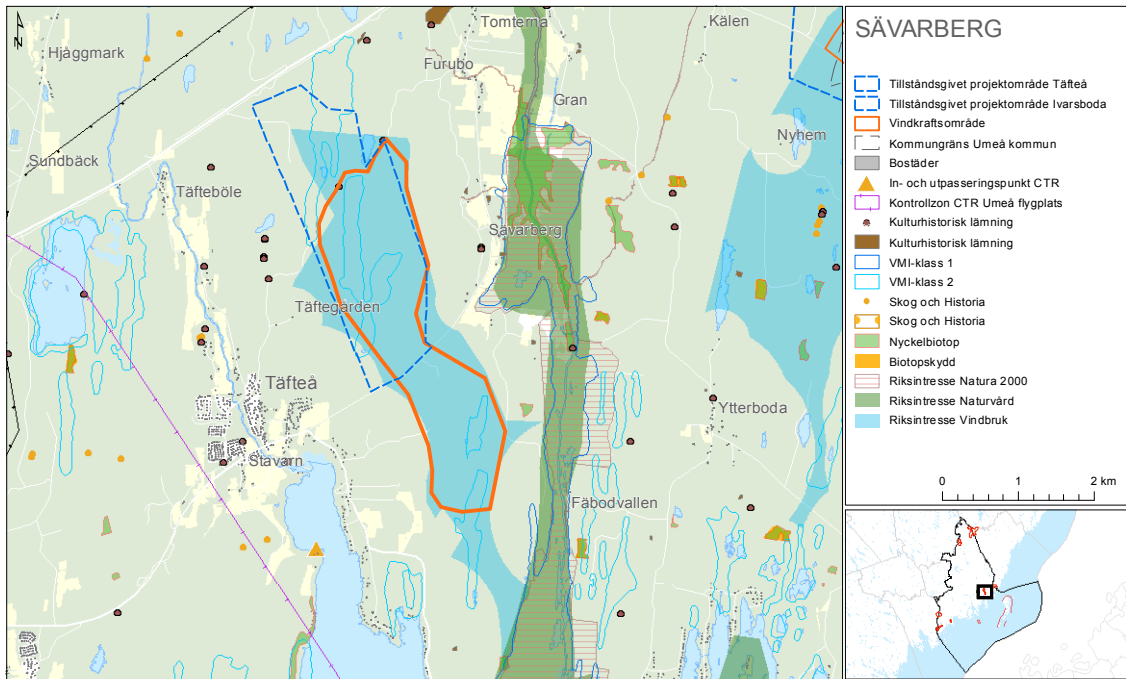 Tomterna
Kälen
Hjåggmark
Furubo
Gran
Nyhem
Sundbäck
Täfteböle
Sävarberg
Täftegården
Täfteå
Ytterboda
Stavarn
Fäbodvallen
N
SÄVARBERG
Tillståndsgivet projektområde Täfteå
Tillståndsgivet projektområde Ivarsboda
Vindkraftsområde
Kommungräns Umeå kommun
Bostäder
In- och utpasseringspunkt CTR
Kontrollzon CTR Umeå flygplats
Kulturhistorisk lämning
Kulturhistorisk lämning
VMI-klass 1
VMI-klass 2
Skog och Historia
Skog och Historia
Nyckelbiotop
Biotopskydd
Riksintresse Natura 2000
Riksintresse Naturvård
Riksintresse Vindbruk
0 1 2 km